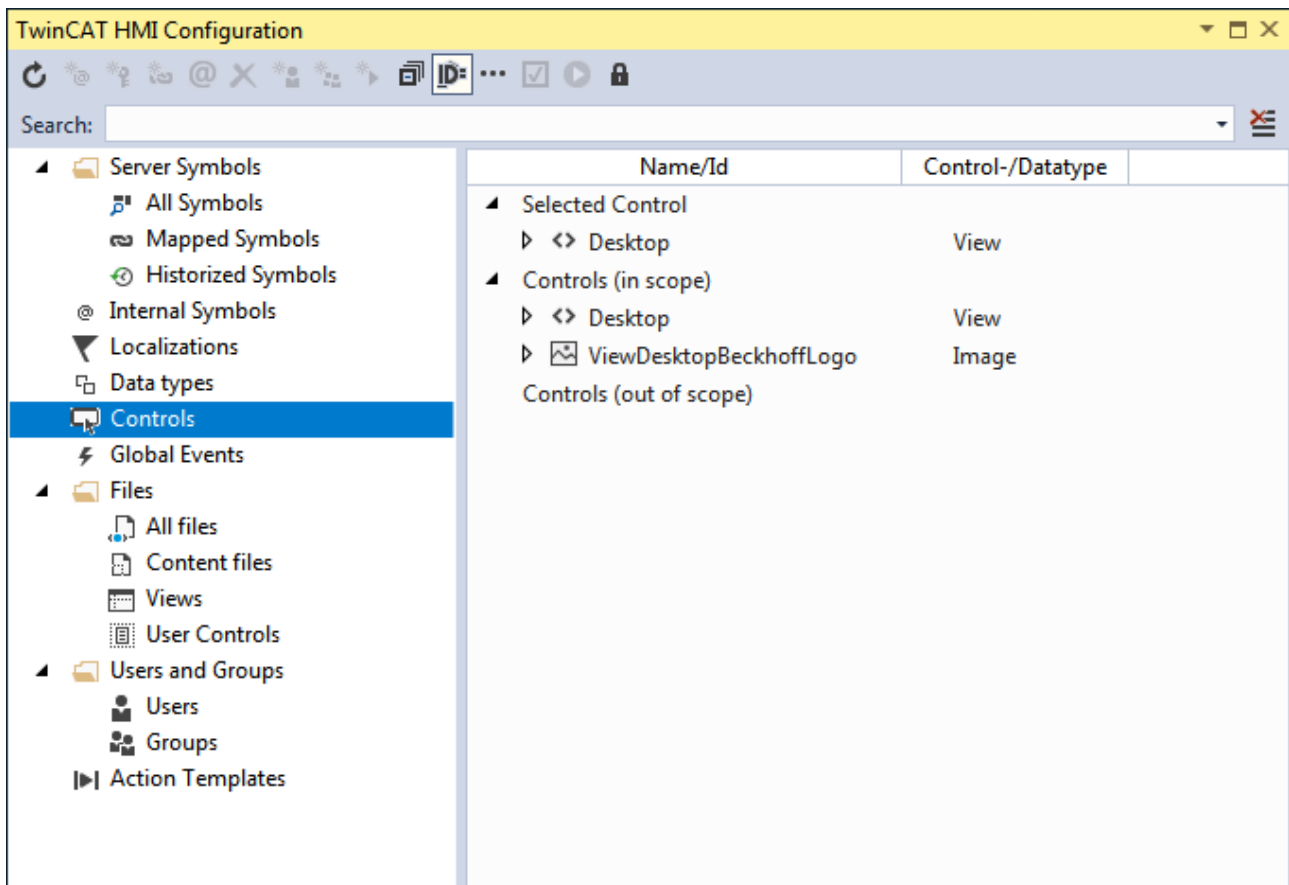 TwinCAT HMI Configuration
ID=
Search:
Server Symbols
All Symbols
Mapped Symbols
Historized Symbols
@ Internal Symbols
Localizations
Data types
Controls
Global Events
Files
All files
Content files
Views
User Controls
Users and Groups
Users
Groups
Action Templates
Name/Id Control-/Datatype
Selected Control
Desktop View
Controls (in scope)
Desktop View
ViewDesktopBeckhoffLogo Image
Controls (out of scope)